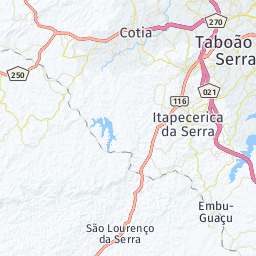 270
Cotia
Taboão
Serra
250
021
116
Itapecerica
da Serra
Embu-
Guaçu
São Lourenço
da Serra